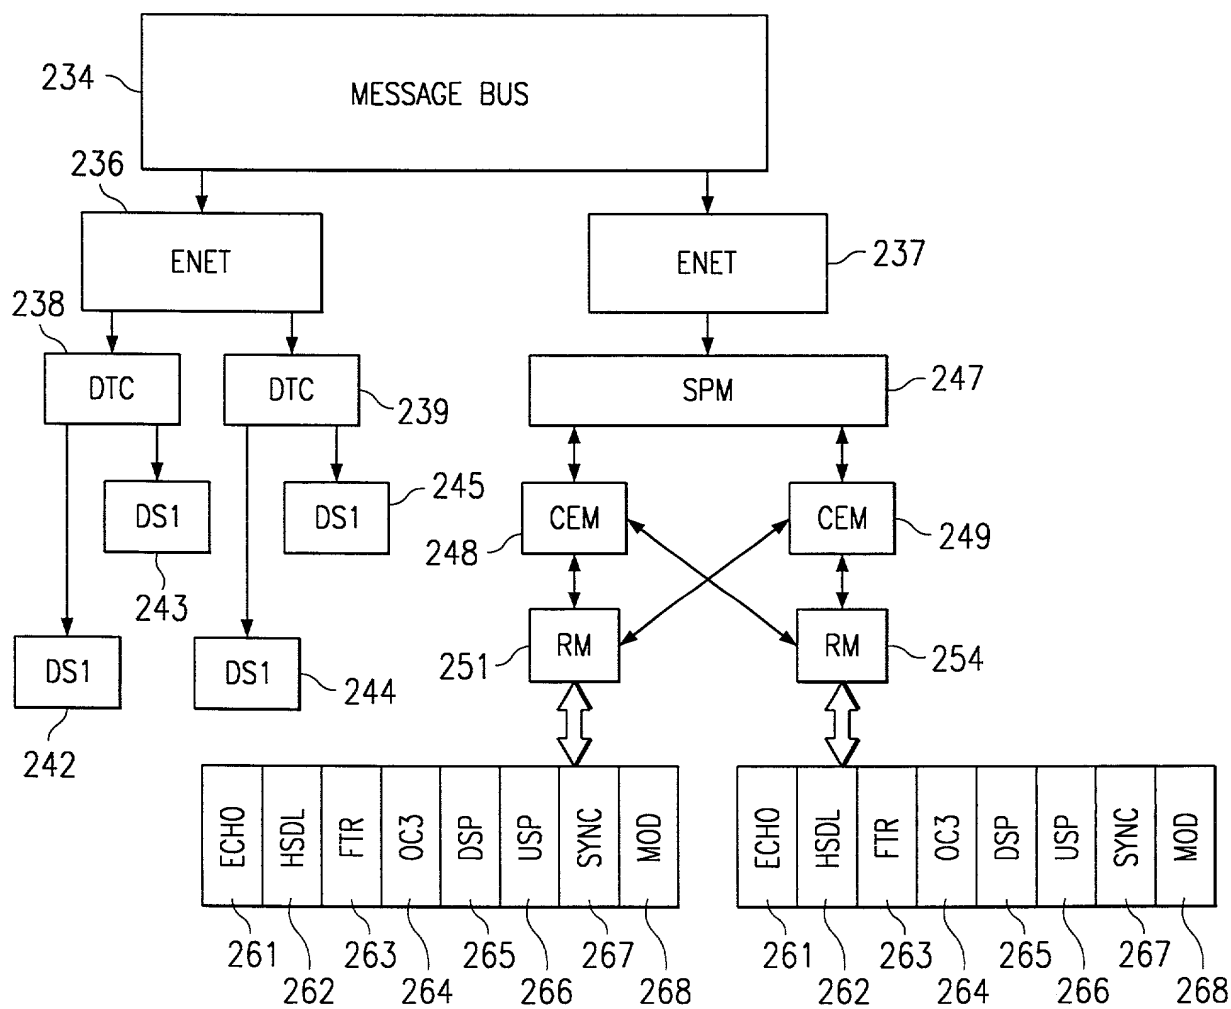 234
MESSAGE BUS
236
ENET
ENET
237
238
DTC
DTC
239
SPM
247
DS1
243
DS1
245
CEM
248
CEM
249
DS1
242
DS1
244
RM
251
RM
254
ECHO
HSDL
FTR
OC3
DSP
USP
SYNC
MOD
ECHO
HSDL
FTR
OC3
DSP
USP
SYNC
MOD
261
262
263
264
265
266
267
268
261
262
263
264
265
266
267
268